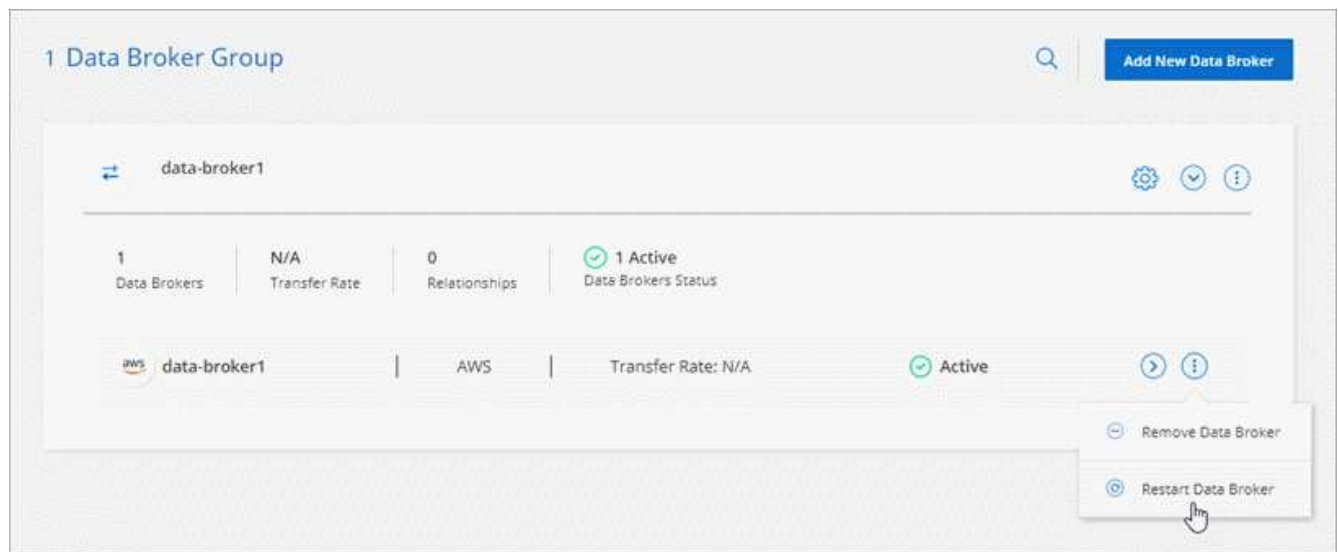 1 Data Broker Group
Add New Data Broker
data-broker1
1
Data Brokers
N/A
Transfer Rate
0
Relationships
1 Active
Data Brokers Status
aws data-broker1 | AWS | Transfer Rate: N/A Active
Remove Data Broker
Restart Data Broker